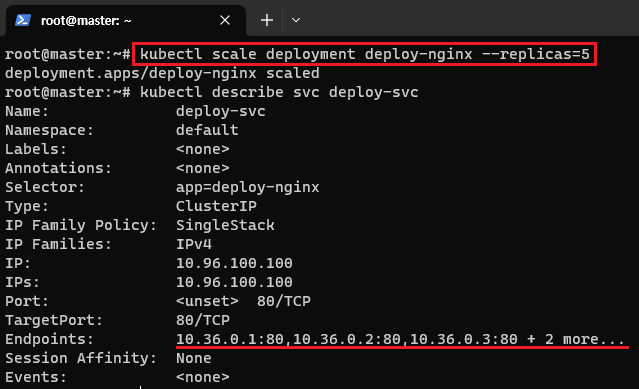 root@master: ~
root@master:~# kubectl scale deployment deploy-nginx --replicas=5
deployment.apps/deploy-nginx scaled
root@master:~# kubectl describe svc deploy-svc
Name:              deploy-svc
Namespace:         default
Labels:            <none>
Annotations:       <none>
Selector:          app=deploy-nginx
Type:              ClusterIP
IP Family Policy:  SingleStack
IP Families:       IPv4
IP:                10.96.100.100
IPs:               10.96.100.100
Port:              <unset>  80/TCP
TargetPort:        80/TCP
Endpoints:         10.36.0.1:80,10.36.0.2:80,10.36.0.3:80 + 2 more...
Session Affinity:  None
Events:            <none>